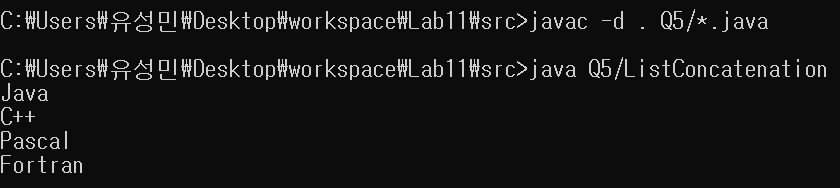 C:₩Users₩유성민₩Desktop₩workspace₩Lab11₩src>javac -d . Q5/*.java
C:₩Users₩유성민₩Desktop₩workspace₩Lab11₩src>java Q5/ListConcatenation
Java
C++
Pascal
Fortran